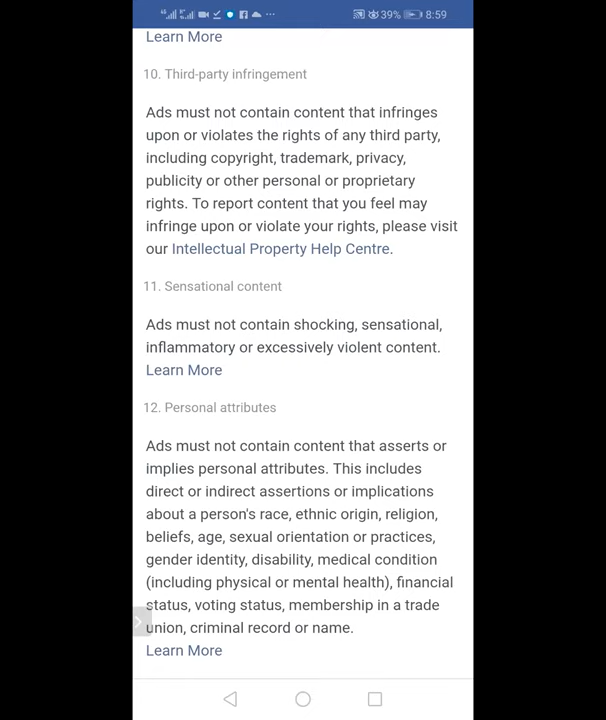 39% 8:59
Learn More
10. Third-party infringement
Ads must not contain content that infringes
upon or violates the rights of any third party,
including copyright, trademark, privacy,
publicity or other personal or proprietary
rights. To report content that you feel may
infringe upon or violate your rights, please visit
our Intellectual Property Help Centre.
11. Sensational content
Ads must not contain shocking, sensational,
inflammatory or excessively violent content.
Learn More
12. Personal attributes
Ads must not contain content that asserts or
implies personal attributes. This includes
direct or indirect assertions or implications
about a person's race, ethnic origin, religion,
beliefs, age, sexual orientation or practices,
gender identity, disability, medical condition
(including physical or mental health), financial
status, voting status, membership in a trade
union, criminal record or name.
Learn More